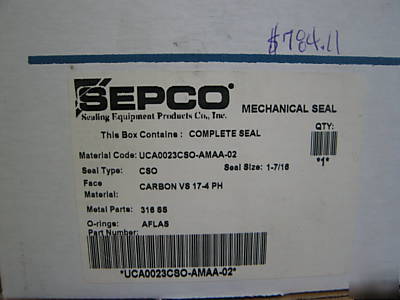 $784.11
SEPCO
Sealing Equipment Products Co., Inc.
MECHANICAL SEAL
This Box Contains: COMPLETE SEAL
QTY:
*1*
Material Code: UCA0023CSO-AMAA-02
Seal Type: CSO Seal Size: 1-7/16
Face Material: CARBON VS 17-4 PH
Metal Parts: 316 SS
O-rings: AFLAS
Part Number:
*UCA0023CSO-AMAA-02*